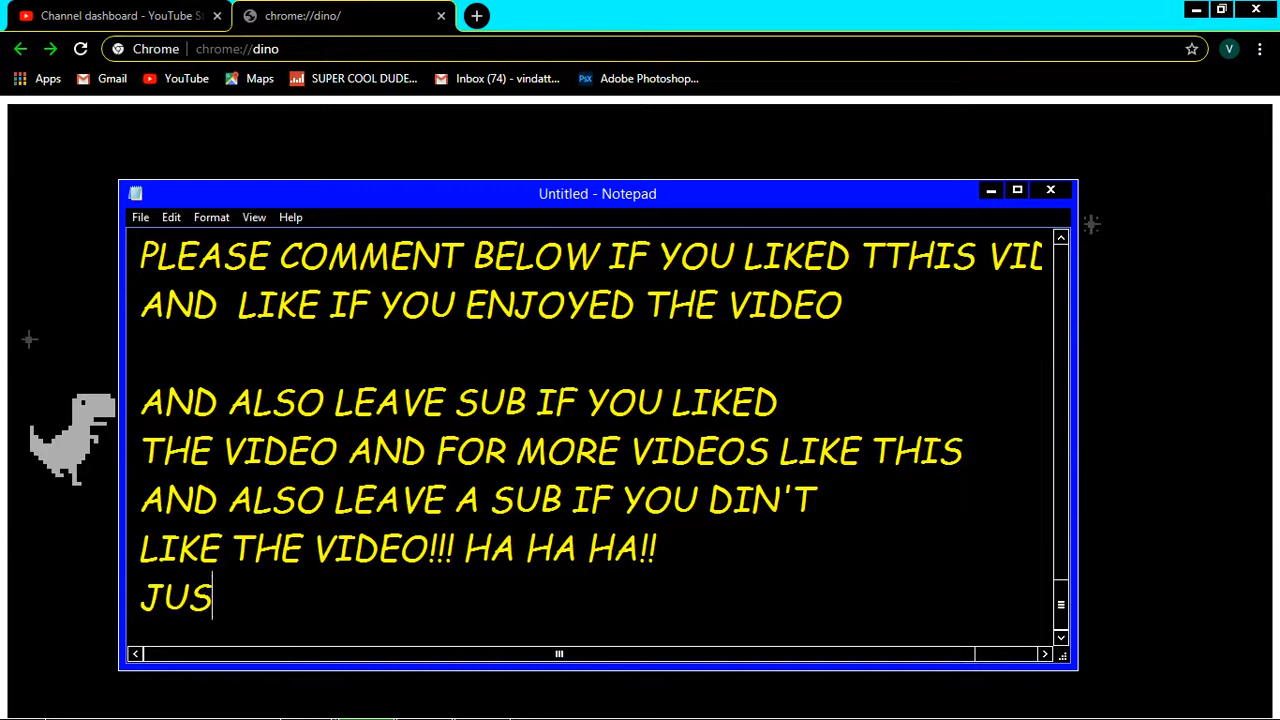 Channel dashboard - YouTube S
chrome://dino/
Chrome chrome://dino
V
Apps Gmail YouTube Maps SUPER COOL DUDE... Inbox (74) - vindatt... PSX Adobe Photoshop...
Untitled - Notepad
File Edit Format View Help
PLEASE COMMENT BELOW IF YOU LIKED TTHIS VID
AND LIKE IF YOU ENJOYED THE VIDEO
AND ALSO LEAVE SUB IF YOU LIKED
THE VIDEO AND FOR MORE VIDEOS LIKE THIS
AND ALSO LEAVE A SUB IF YOU DIN'T
LIKE THE VIDEO!!! HA HA HA!!
JUS